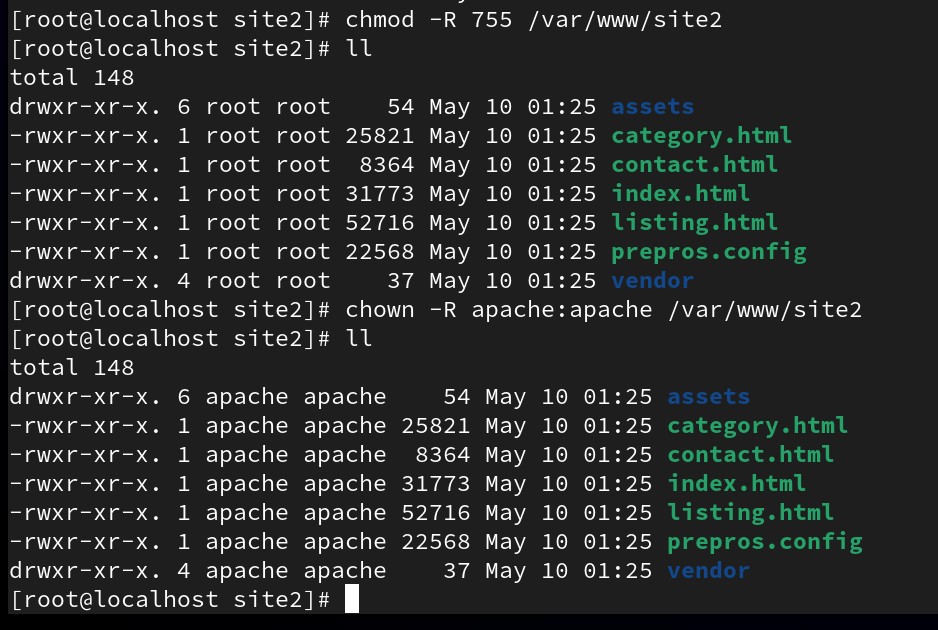 [root@localhost site2]# chmod -R 755 /var/www/site2
[root@localhost site2]# ll
total 148
drwxr-xr-x. 6 root root    54 May 10 01:25 assets
-rwxr-xr-x. 1 root root 25821 May 10 01:25 category.html
-rwxr-xr-x. 1 root root  8364 May 10 01:25 contact.html
-rwxr-xr-x. 1 root root 31773 May 10 01:25 index.html
-rwxr-xr-x. 1 root root 52716 May 10 01:25 listing.html
-rwxr-xr-x. 1 root root 22568 May 10 01:25 prepros.config
drwxr-xr-x. 4 root root    37 May 10 01:25 vendor
[root@localhost site2]# chown -R apache:apache /var/www/site2
[root@localhost site2]# ll
total 148
drwxr-xr-x. 6 apache apache    54 May 10 01:25 assets
-rwxr-xr-x. 1 apache apache 25821 May 10 01:25 category.html
-rwxr-xr-x. 1 apache apache  8364 May 10 01:25 contact.html
-rwxr-xr-x. 1 apache apache 31773 May 10 01:25 index.html
-rwxr-xr-x. 1 apache apache 52716 May 10 01:25 listing.html
-rwxr-xr-x. 1 apache apache 22568 May 10 01:25 prepros.config
drwxr-xr-x. 4 apache apache    37 May 10 01:25 vendor
[root@localhost site2]#